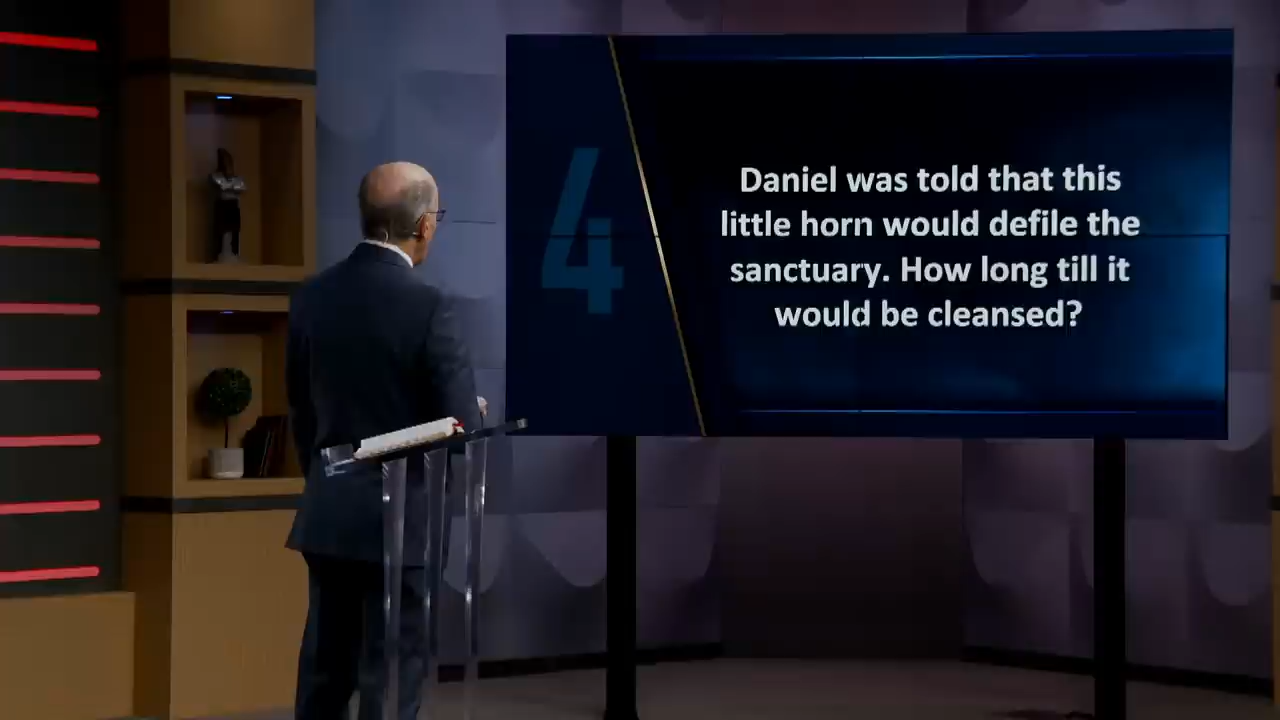 4
Daniel was told that this
little horn would defile the
sanctuary. How long till it
would be cleansed?